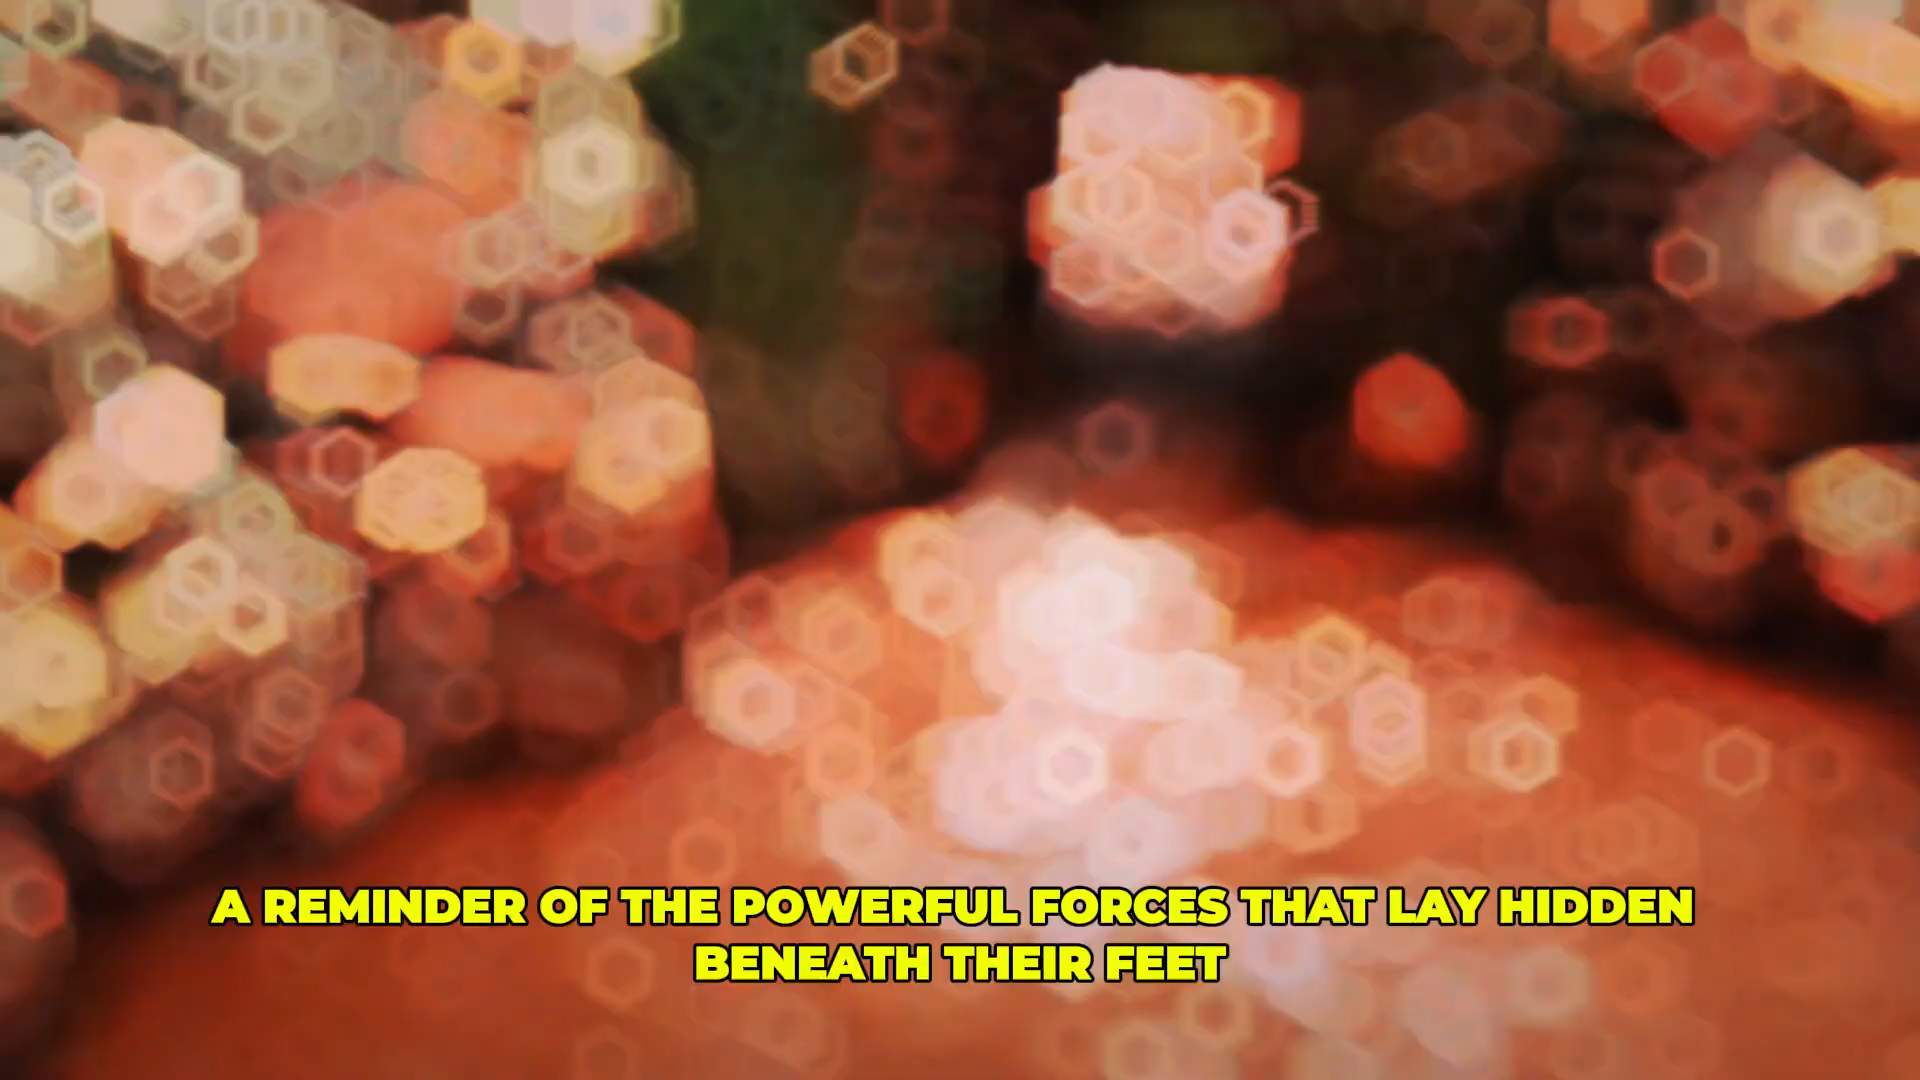 A REMINDER OF THE POWERFUL FORCES THAT LAY HIDDEN
BENEATH THEIR FEET